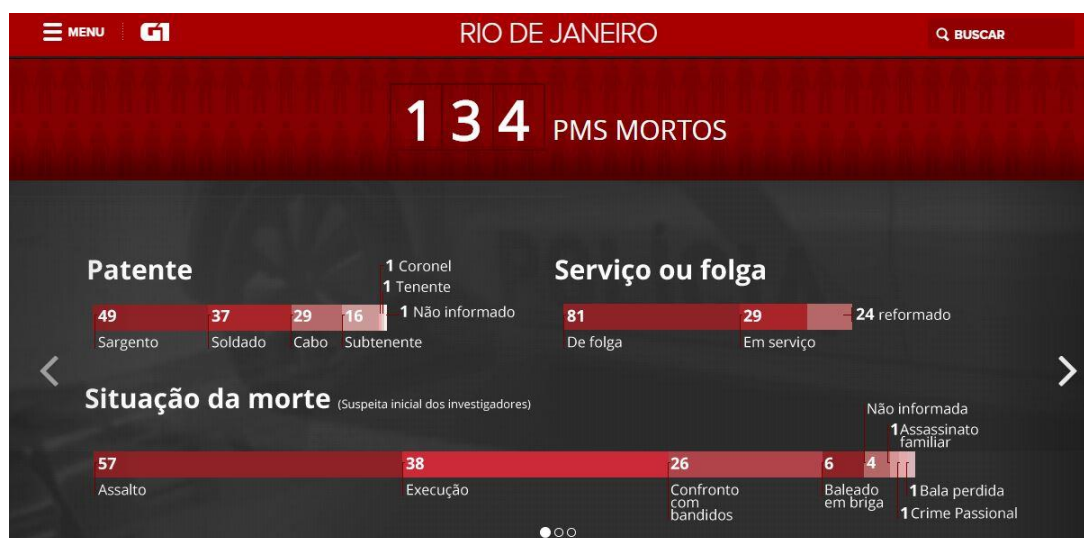 MENU G1 RIO DE JANEIRO BUSCAR
134 PMS MORTOS
Patente
1 Coronel
1 Tenente
1 Não informado
49 37 29 16
Sargento Soldado Cabo Subtenente
Serviço ou folga
81 29 24 reformado
De folga Em serviço
Situação da morte (Suspeita inicial dos investigadores)
Não informada
1 Assassinato
familiar
57 38 26 6 4
Assalto Execução Confronto
com
bandidos
Baleado
em briga
1 Bala perdida
1 Crime Passional